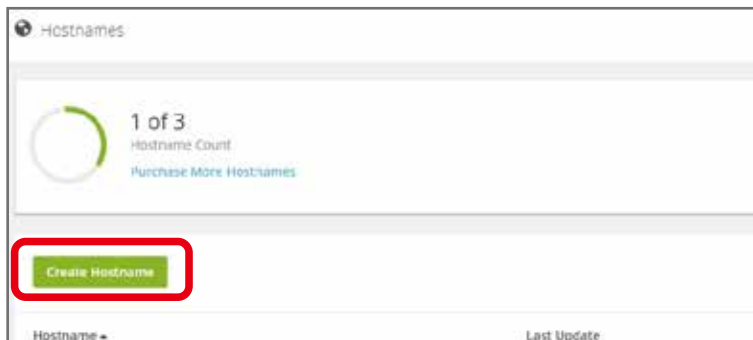 Hostnames
1 of 3
Hostname Count
Purchase More Hostnames
Create Hostname
Hostname Last Update